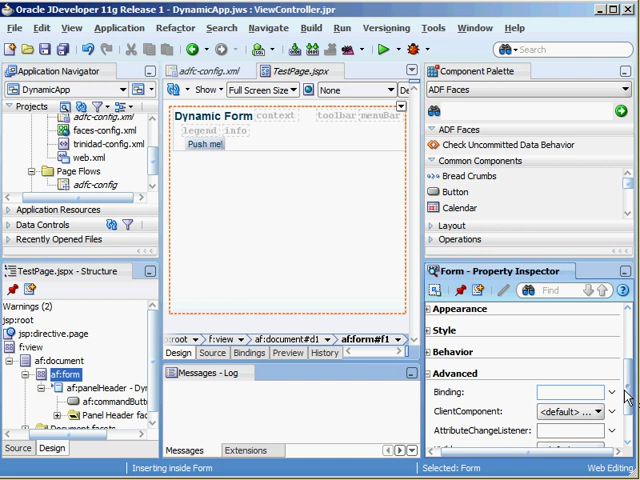 Oracle JDeveloper 11g Release 1 - DynamicApp.jws : ViewController.jpr
File Edit View Application Refactor Search Navigate Build Run Versioning Tools Window Help
Search
Application Navigator
DynamicApp
Projects
adfc-config.xml
faces-config.xml
trinidad-config.xml
web.xml
Page Flows
adfc-config
Application Resources
Data Controls
Recently Opened Files
TestPage.jspx - Structure
Warnings (2)
jsp:root
jsp:directive.page
f:view
af:document
af:form
af:panelHeader - Dyn
af:commandButt
Panel Header fac
Document facets
Source Design
adfc-config.xml TestPage.jspx
Show Full Screen Size None De
Dynamic Form context toolbar menuBar
legend info
Push me!
:root f:view af:document#d1 af:form#f1
Design Source Bindings Preview History
Messages - Log
Messages Extensions
Component Palette
ADF Faces
ADF Faces
Check Uncommitted Data Behavior
Common Components
Bread Crumbs
Button
Calendar
Layout
Operations
Form - Property Inspector
Find
Appearance
Style
Behavior
Advanced
Binding:
ClientComponent: <default> ...
AttributeChangeListener:
Inserting inside Form Selected: Form Web Editing